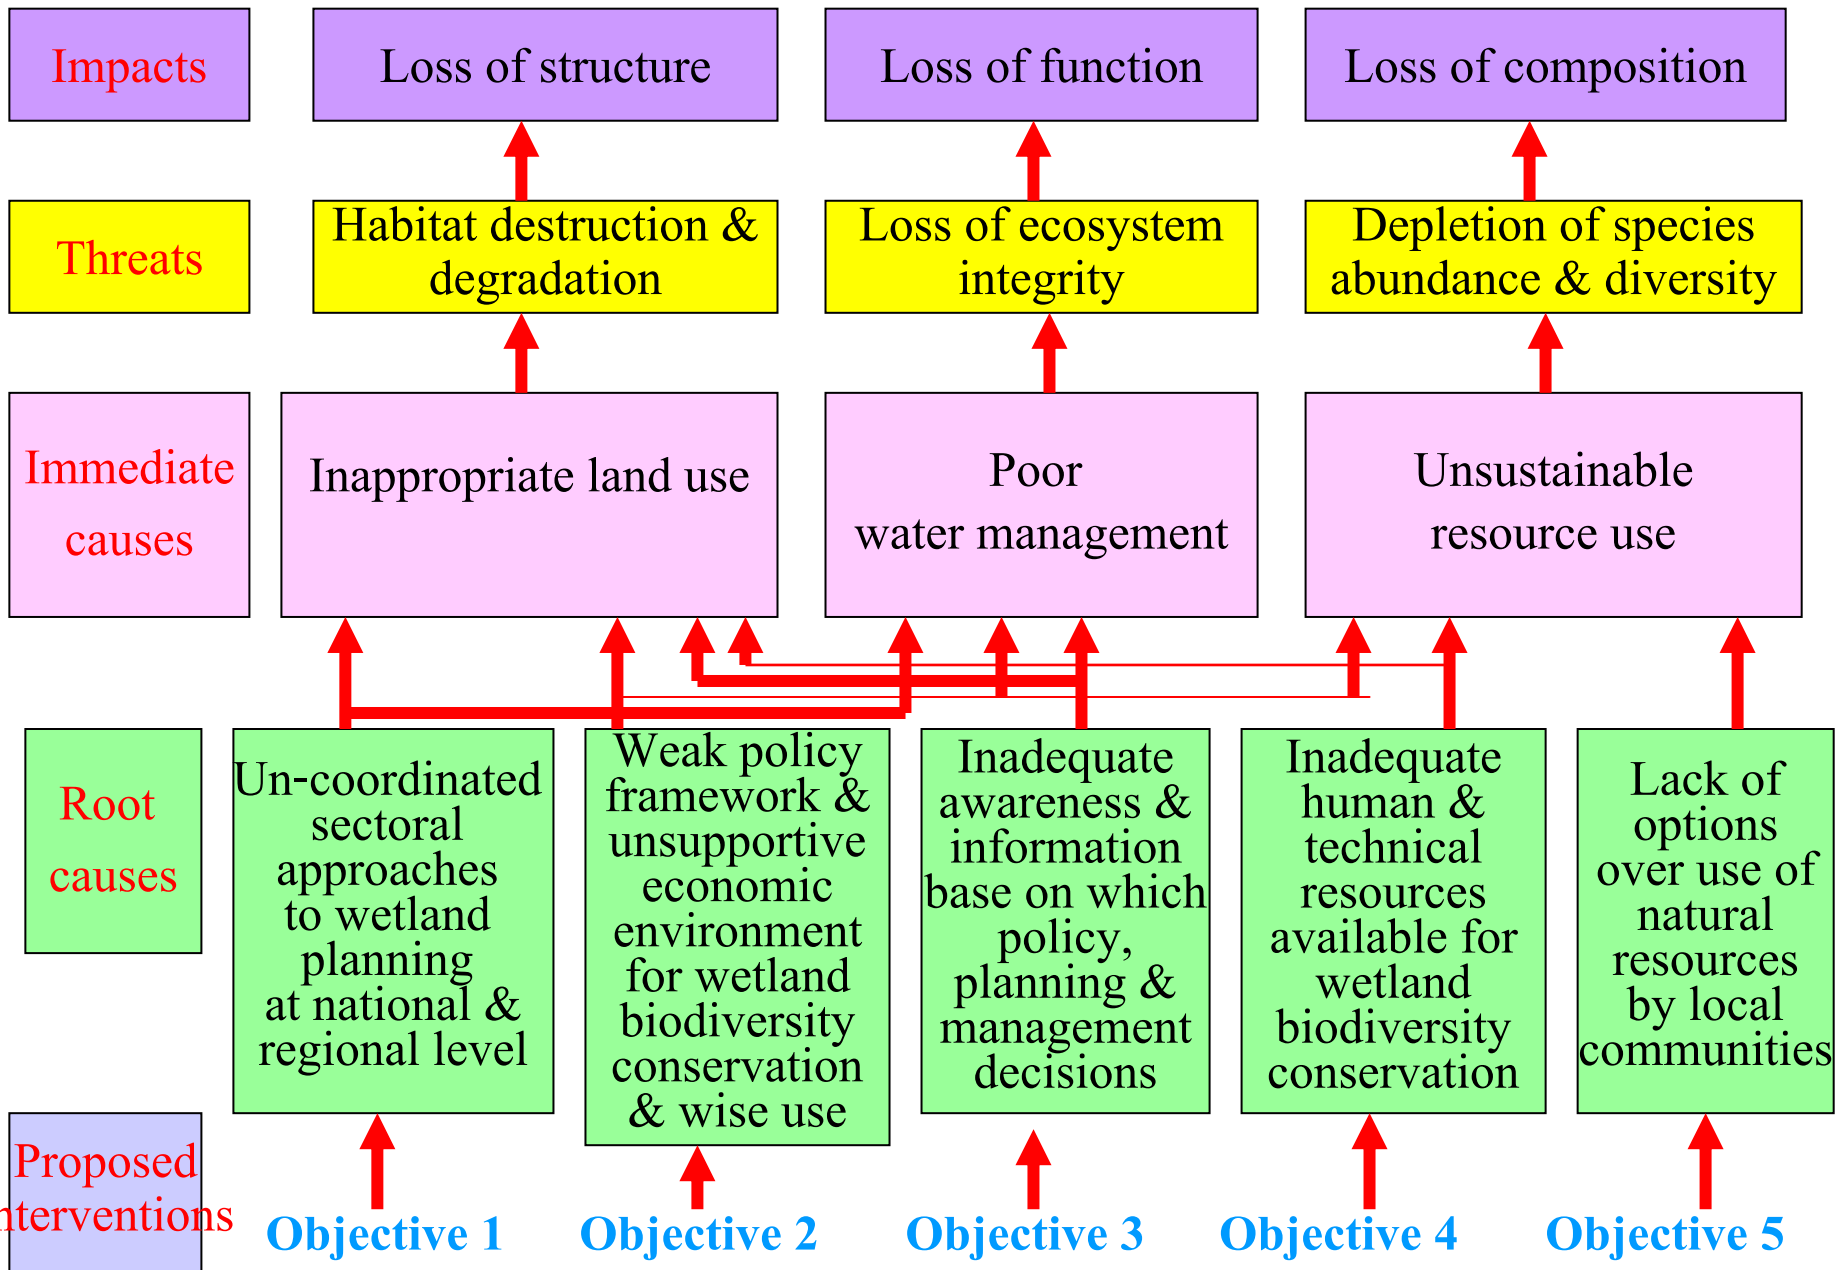 Impacts
Loss of structure
Loss of function
Loss of composition
Threats
Habitat destruction &
degradation
Loss of ecosystem
integrity
Depletion of species
abundance & diversity
Immediate
causes
Inappropriate land use
Poor
water management
Unsustainable
resource use
Root
causes
Un-coordinated
sectoral
approaches
to wetland
planning
at national &
regional level
Weak policy
framework &
unsupportive
economic
environment
for wetland
biodiversity
conservation
& wise use
Inadequate
awareness &
information
base on which
policy,
planning &
management
decisions
Inadequate
human &
technical
resources
available for
wetland
biodiversity
conservation
Lack of
options
over use of
natural
resources
by local
communities
Proposed
nterventions
Objective 1
Objective 2
Objective 3
Objective 4
Objective 5